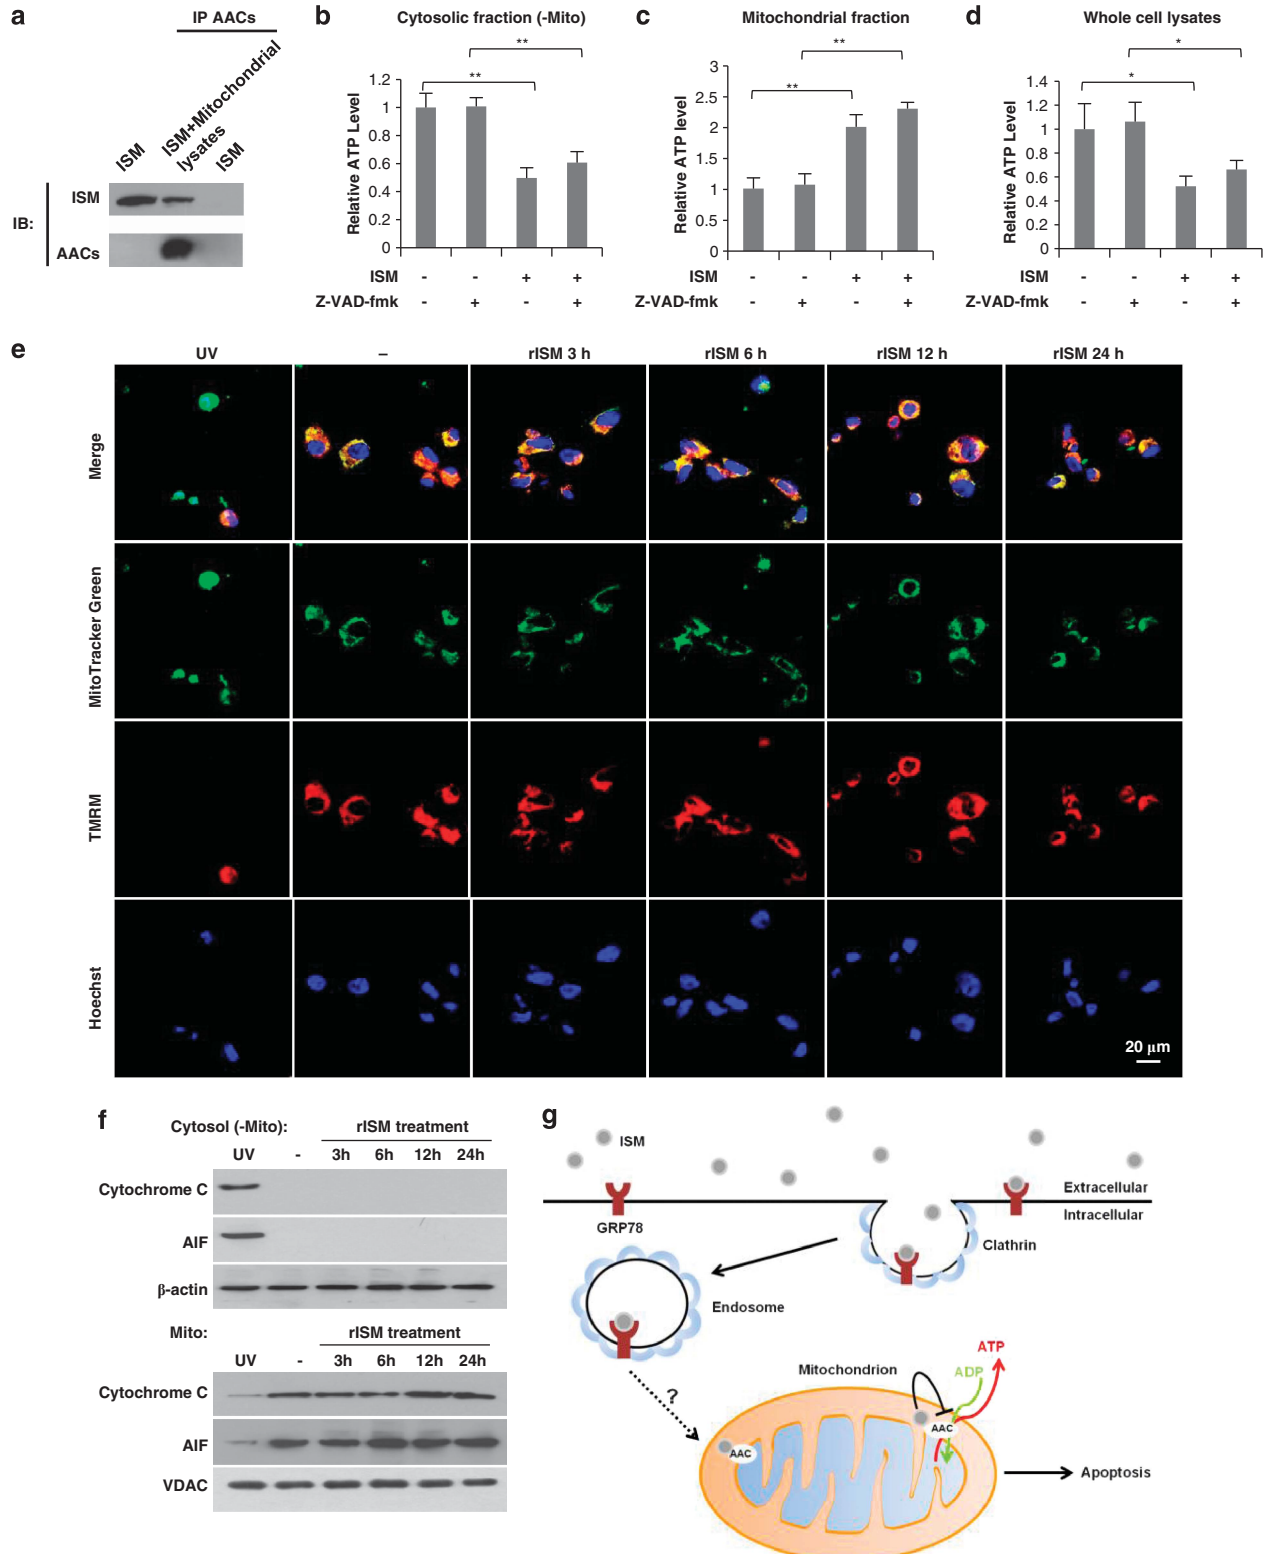 a
IP AACs
ISM
ISM+Mitochondrial
lysates
ISM
IB:
ISM
AACs
b
Cytosolic fraction (-Mito)
**
**
Relative ATP Level
1.2
1
0.8
0.6
0.4
0.2
0
ISM - - + +
Z-VAD-fmk - + - +
c
Mitochondrial fraction
**
**
Relative ATP level
3
2.5
2
1.5
1
0.5
0
ISM - - + +
Z-VAD-fmk - + - +
d
Whole cell lysates
*
*
Relative ATP Level
1.4
1.2
1
0.8
0.6
0.4
0.2
0
ISM - - + +
Z-VAD-fmk - + - +
e
UV – rISM 3 h rISM 6 h rISM 12 h rISM 24 h
Merge
MitoTracker Green
TMRM
Hoechst
20 μm
f
Cytosol (-Mito): rISM treatment
UV - 3h 6h 12h 24h
Cytochrome C
AIF
β-actin
Mito: rISM treatment
UV - 3h 6h 12h 24h
Cytochrome C
AIF
VDAC
g
ISM
GRP78
Extracellular
Intracellular
Clathrin
Endosome
?
Mitochondrion
ATP
ADP
AAC
AAC
Apoptosis